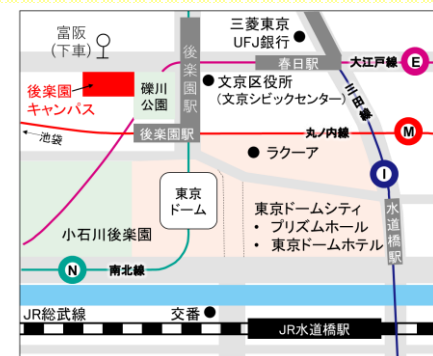 富阪
(下車)
三菱東京
UFJ銀行
春日駅
大江戸線
E
後楽園
キャンパス
礫川
公園
後楽園駅
文京区役所
(文京シビックセンター)
三田線
池袋
後楽園駅
丸ノ内線
M
ラクーア
I
東京
ドーム
小石川後楽園
東京ドームシティ
・ プリズムホール
・ 東京ドームホテル
水道橋駅
N
南北線
JR総武線
交番
JR水道橋駅